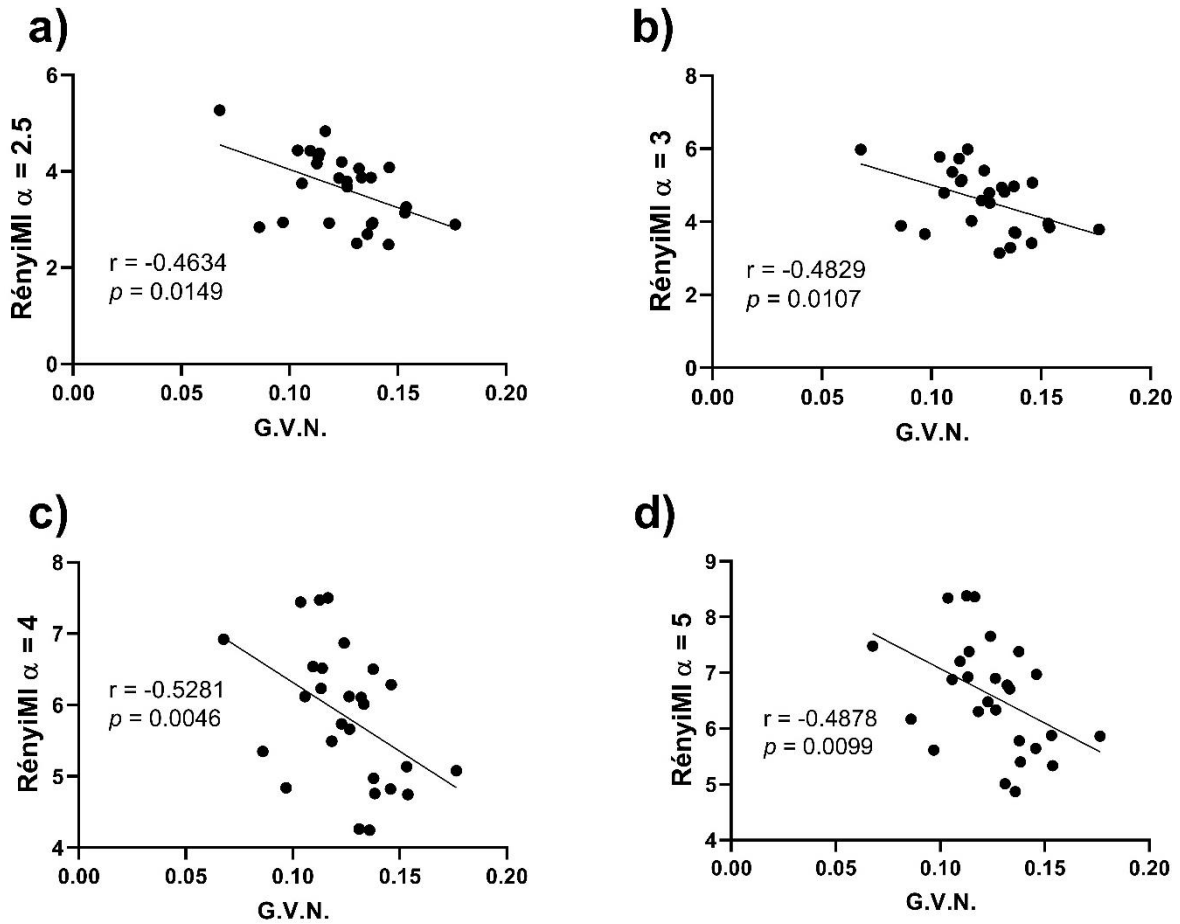 a)
6
4
2
0
RényiMI α = 2.5
r = -0.4634
p = 0.0149
0.00 0.05 0.10 0.15 0.20
G.V.N.
b)
8
6
4
2
0
RényiMI α = 3
r = -0.4829
p = 0.0107
0.00 0.05 0.10 0.15 0.20
G.V.N.
c)
8
7
6
5
4
RényiMI α = 4
r = -0.5281
p = 0.0046
0.00 0.05 0.10 0.15 0.20
G.V.N.
d)
9
8
7
6
5
4
RényiMI α = 5
r = -0.4878
p = 0.0099
0.00 0.05 0.10 0.15 0.20
G.V.N.